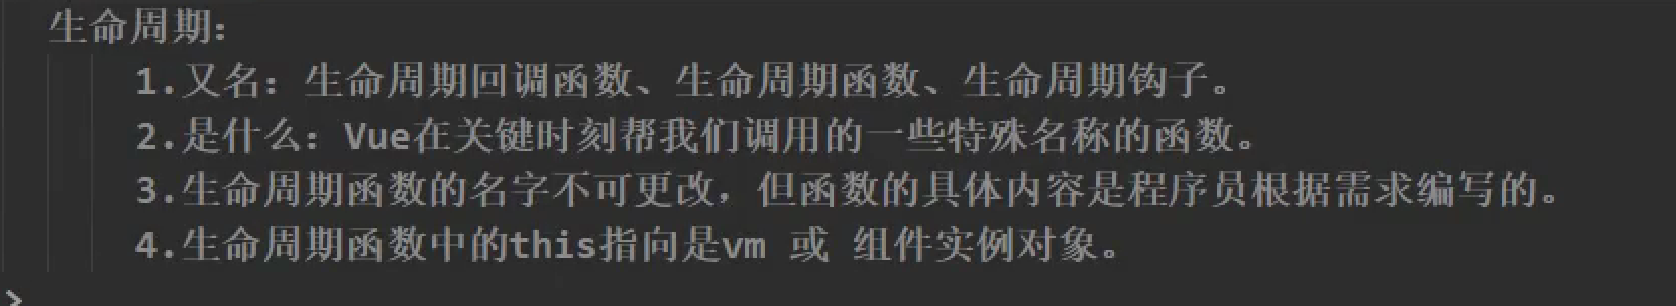 生命周期:
1.又名：生命周期回调函数、生命周期函数、生命周期钩子。
2.是什么：Vue在关键时刻帮我们调用的一些特殊名称的函数。
3.生命周期函数的名字不可更改，但函数的具体内容是程序员根据需求编写的。
4.生命周期函数中的this指向是vm 或 组件实例对象。
>